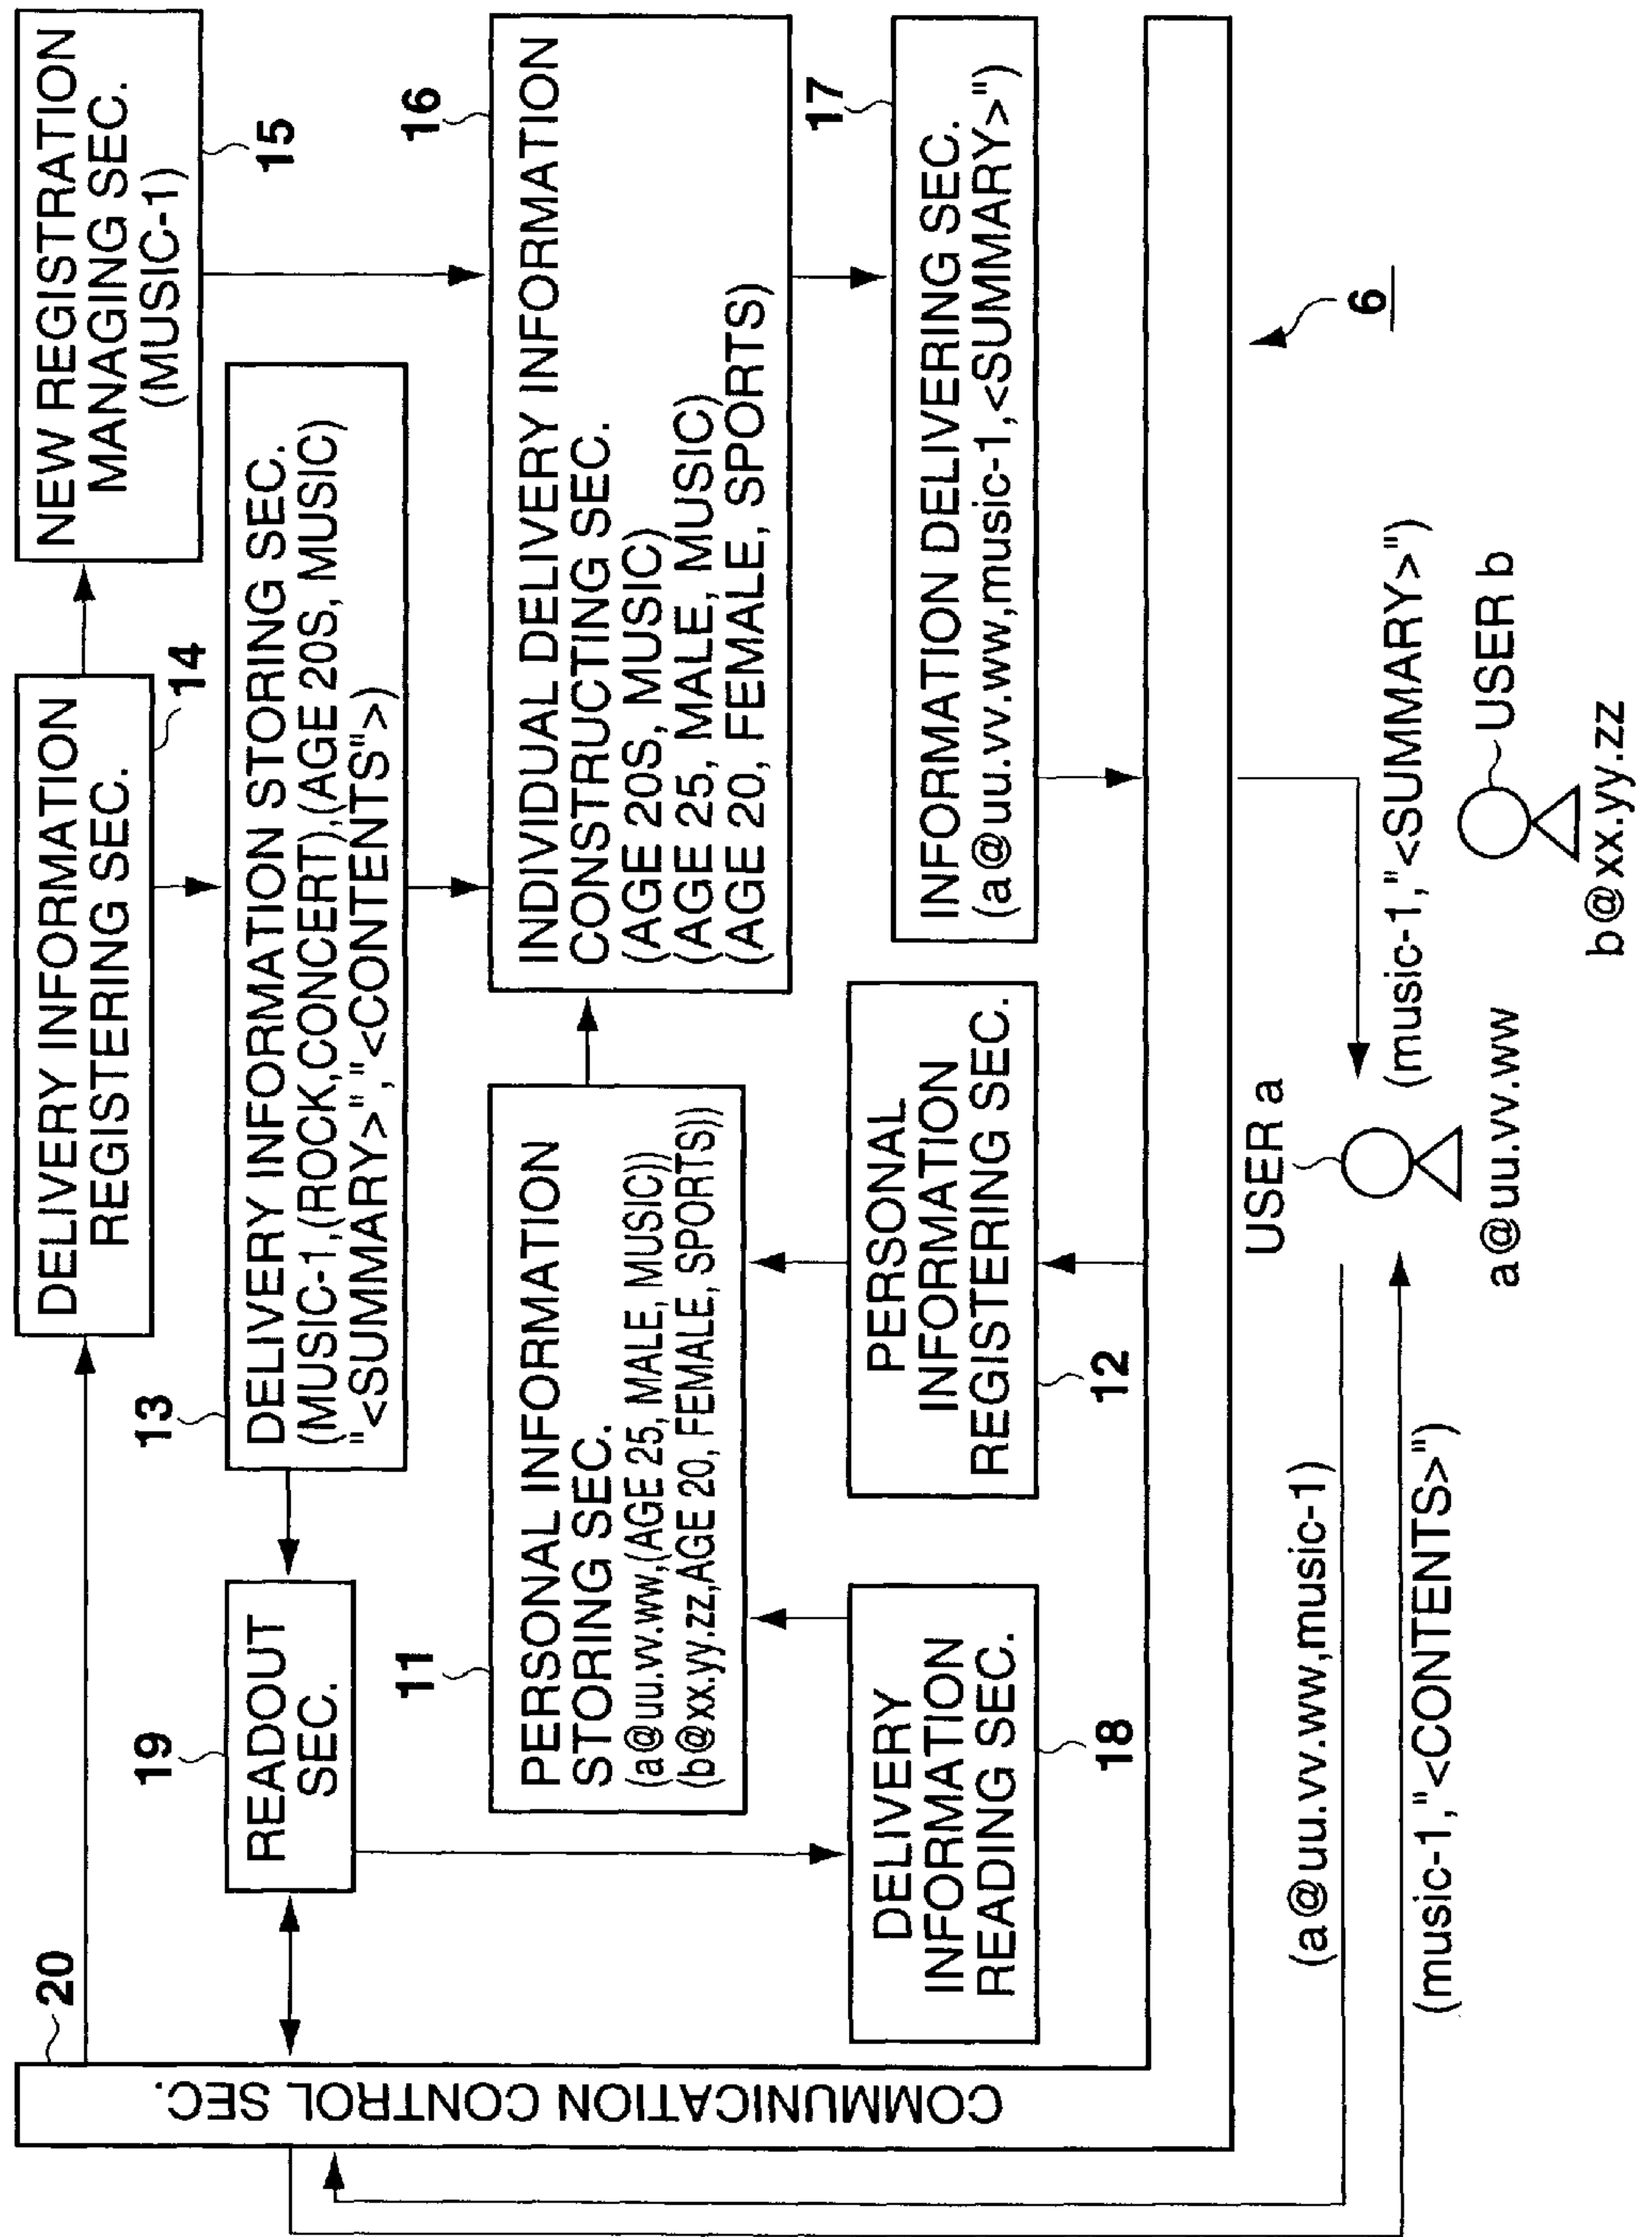 20
COMMUNICATION CONTROL SEC.
DELIVERY INFORMATION
REGISTERING SEC.
14
NEW REGISTRATION
MANAGING SEC.
(MUSIC-1)
15
19
READOUT
SEC.
13
DELIVERY INFORMATION STORING SEC.
(MUSIC-1,(ROCK,CONCERT),(AGE 20S, MUSIC)
"<SUMMARY>","<CONTENTS">)
11
PERSONAL INFORMATION
STORING SEC.
(a@uu.vv.ww,(AGE 25, MALE, MUSIC))
(b@xx.yy.zz,AGE 20, FEMALE, SPORTS))
16
INDIVIDUAL DELIVERY INFORMATION
CONSTRUCTING SEC.
(AGE 20S, MUSIC)
(AGE 25, MALE, MUSIC)
(AGE 20, FEMALE, SPORTS)
DELIVERY
INFORMATION
READING SEC.
18
PERSONAL
INFORMATION
REGISTERING SEC.
12
17
INFORMATION DELIVERING SEC.
(a@uu.vv.ww,music-1,<SUMMARY>")
6
(a@uu.vv.ww,music-1)
(music-1,"<CONTENTS>")
USER a
a@uu.vv.ww
(music-1,"<SUMMARY>")
USER b
b@xx.yy.zz